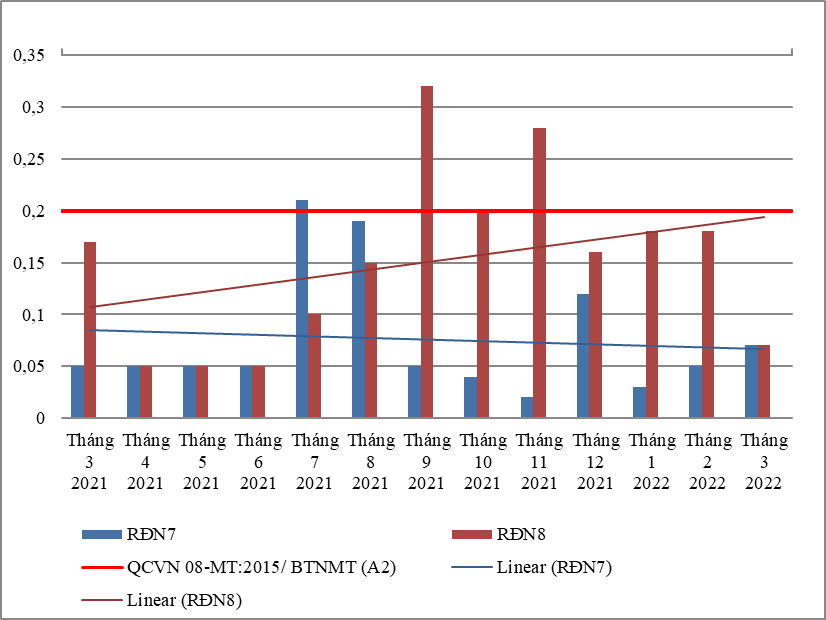 0,35
0,3
0,25
0,2
0,15
0,1
0,05
0
Tháng 3 2021
Tháng 4 2021
Tháng 5 2021
Tháng 6 2021
Tháng 7 2021
Tháng 8 2021
Tháng 9 2021
Tháng 10 2021
Tháng 11 2021
Tháng 12 2021
Tháng 1 2022
Tháng 2 2022
Tháng 3 2022
RĐN7
RĐN8
QCVN 08-MT:2015/ BTNMT (A2)
Linear (RĐN7)
Linear (RĐN8)